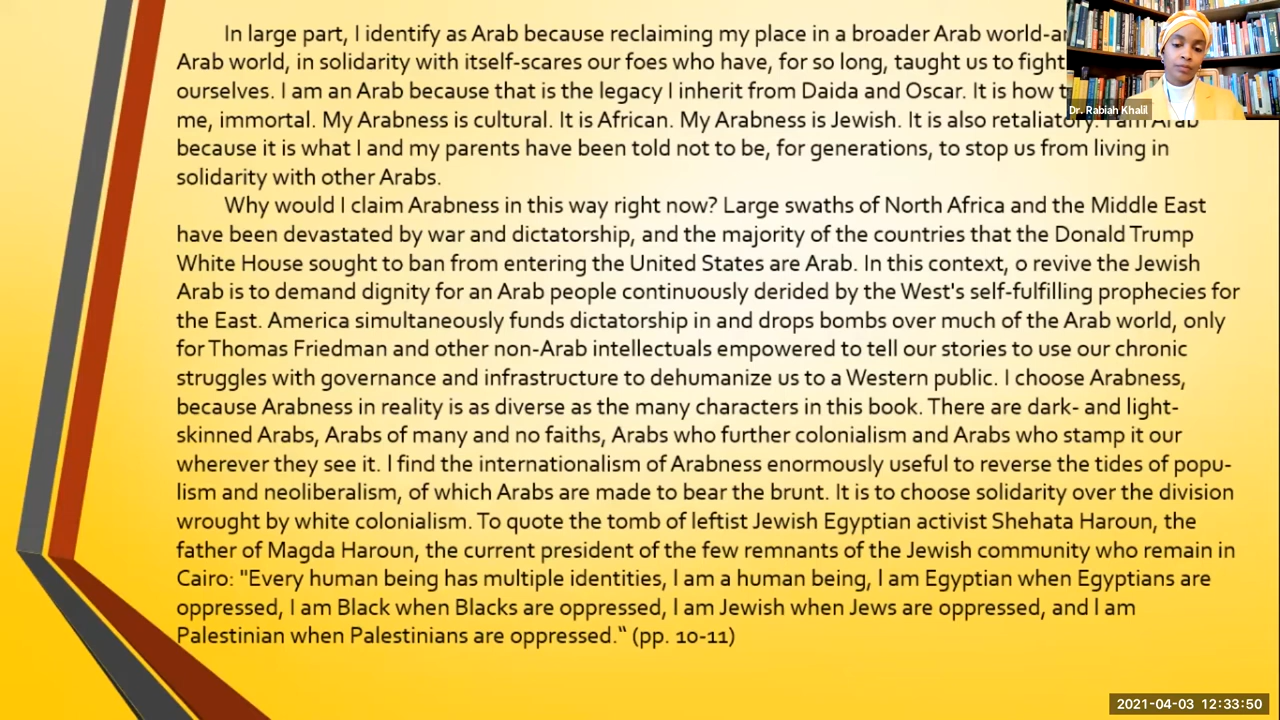 In large part, I identify as Arab because reclaiming my place in a broader Arab world-
Arab world, in solidarity with itself-scares our foes who have, for so long, taught us to fight
ourselves. I am an Arab because that is the legacy I inherit from Daida and Oscar. It is how
me, immortal. My Arabness is cultural. It is African. My Arabness is Jewish. It is also retaliatory. I am Arab
because it is what I and my parents have been told not to be, for generations, to stop us from living in
solidarity with other Arabs.
Why would I claim Arabness in this way right now? Large swaths of North Africa and the Middle East
have been devastated by war and dictatorship, and the majority of the countries that the Donald Trump
White House sought to ban from entering the United States are Arab. In this context, o revive the Jewish
Arab is to demand dignity for an Arab people continuously derided by the West's self-fulfilling prophecies for
the East. America simultaneously funds dictatorship in and drops bombs over much of the Arab world, only
for Thomas Friedman and other non-Arab intellectuals empowered to tell our stories to use our chronic
struggles with governance and infrastructure to dehumanize us to a Western public. I choose Arabness,
because Arabness in reality is as diverse as the many characters in this book. There are dark- and light-
skinned Arabs, Arabs of many and no faiths, Arabs who further colonialism and Arabs who stamp it our
wherever they see it. I find the internationalism of Arabness enormously useful to reverse the tides of popu-
lism and neoliberalism, of which Arabs are made to bear the brunt. It is to choose solidarity over the division
wrought by white colonialism. To quote the tomb of leftist Jewish Egyptian activist Shehata Haroun, the
father of Magda Haroun, the current president of the few remnants of the Jewish community who remain in
Cairo: "Every human being has multiple identities, I am a human being, I am Egyptian when Egyptians are
oppressed, I am Black when Blacks are oppressed, I am Jewish when Jews are oppressed, and I am
Palestinian when Palestinians are oppressed.“ (pp. 10-11)
Dr. Rabiah Khalil
2021-04-03 12:33:50